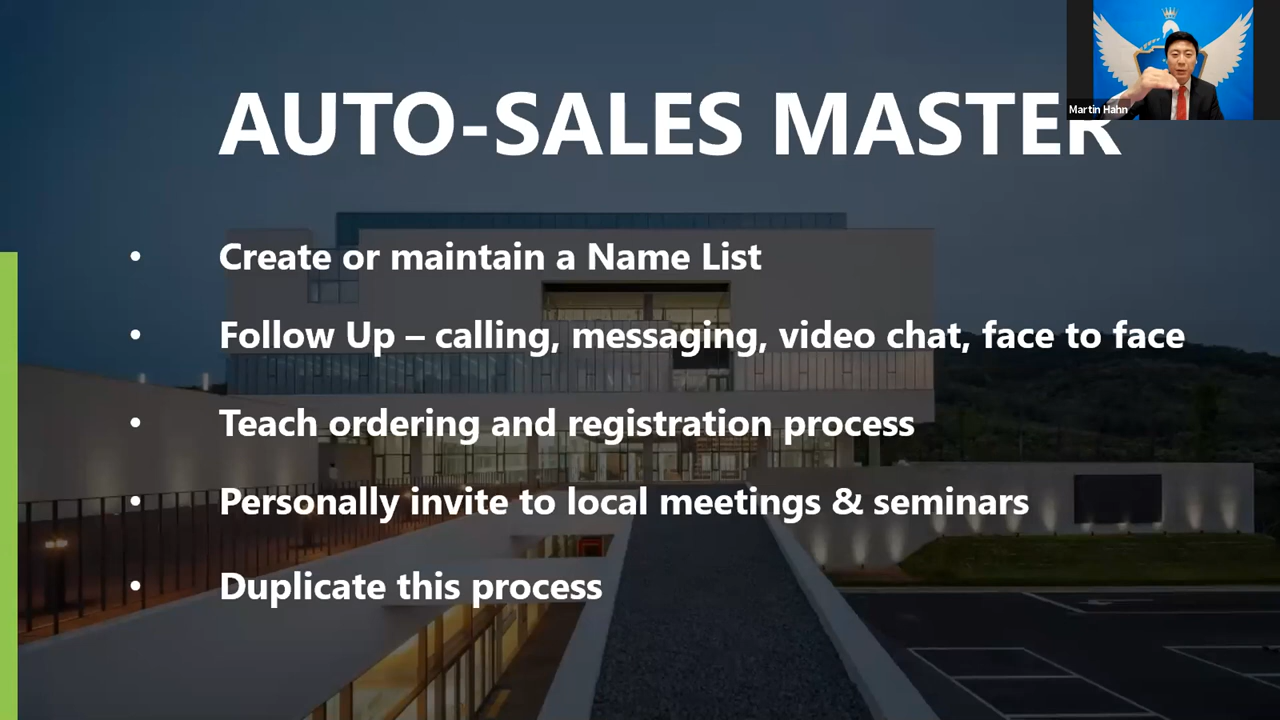 AUTO-SALES MASTER
Martin Hahn
• Create or maintain a Name List
• Follow Up – calling, messaging, video chat, face to face
• Teach ordering and registration process
• Personally invite to local meetings & seminars
• Duplicate this process